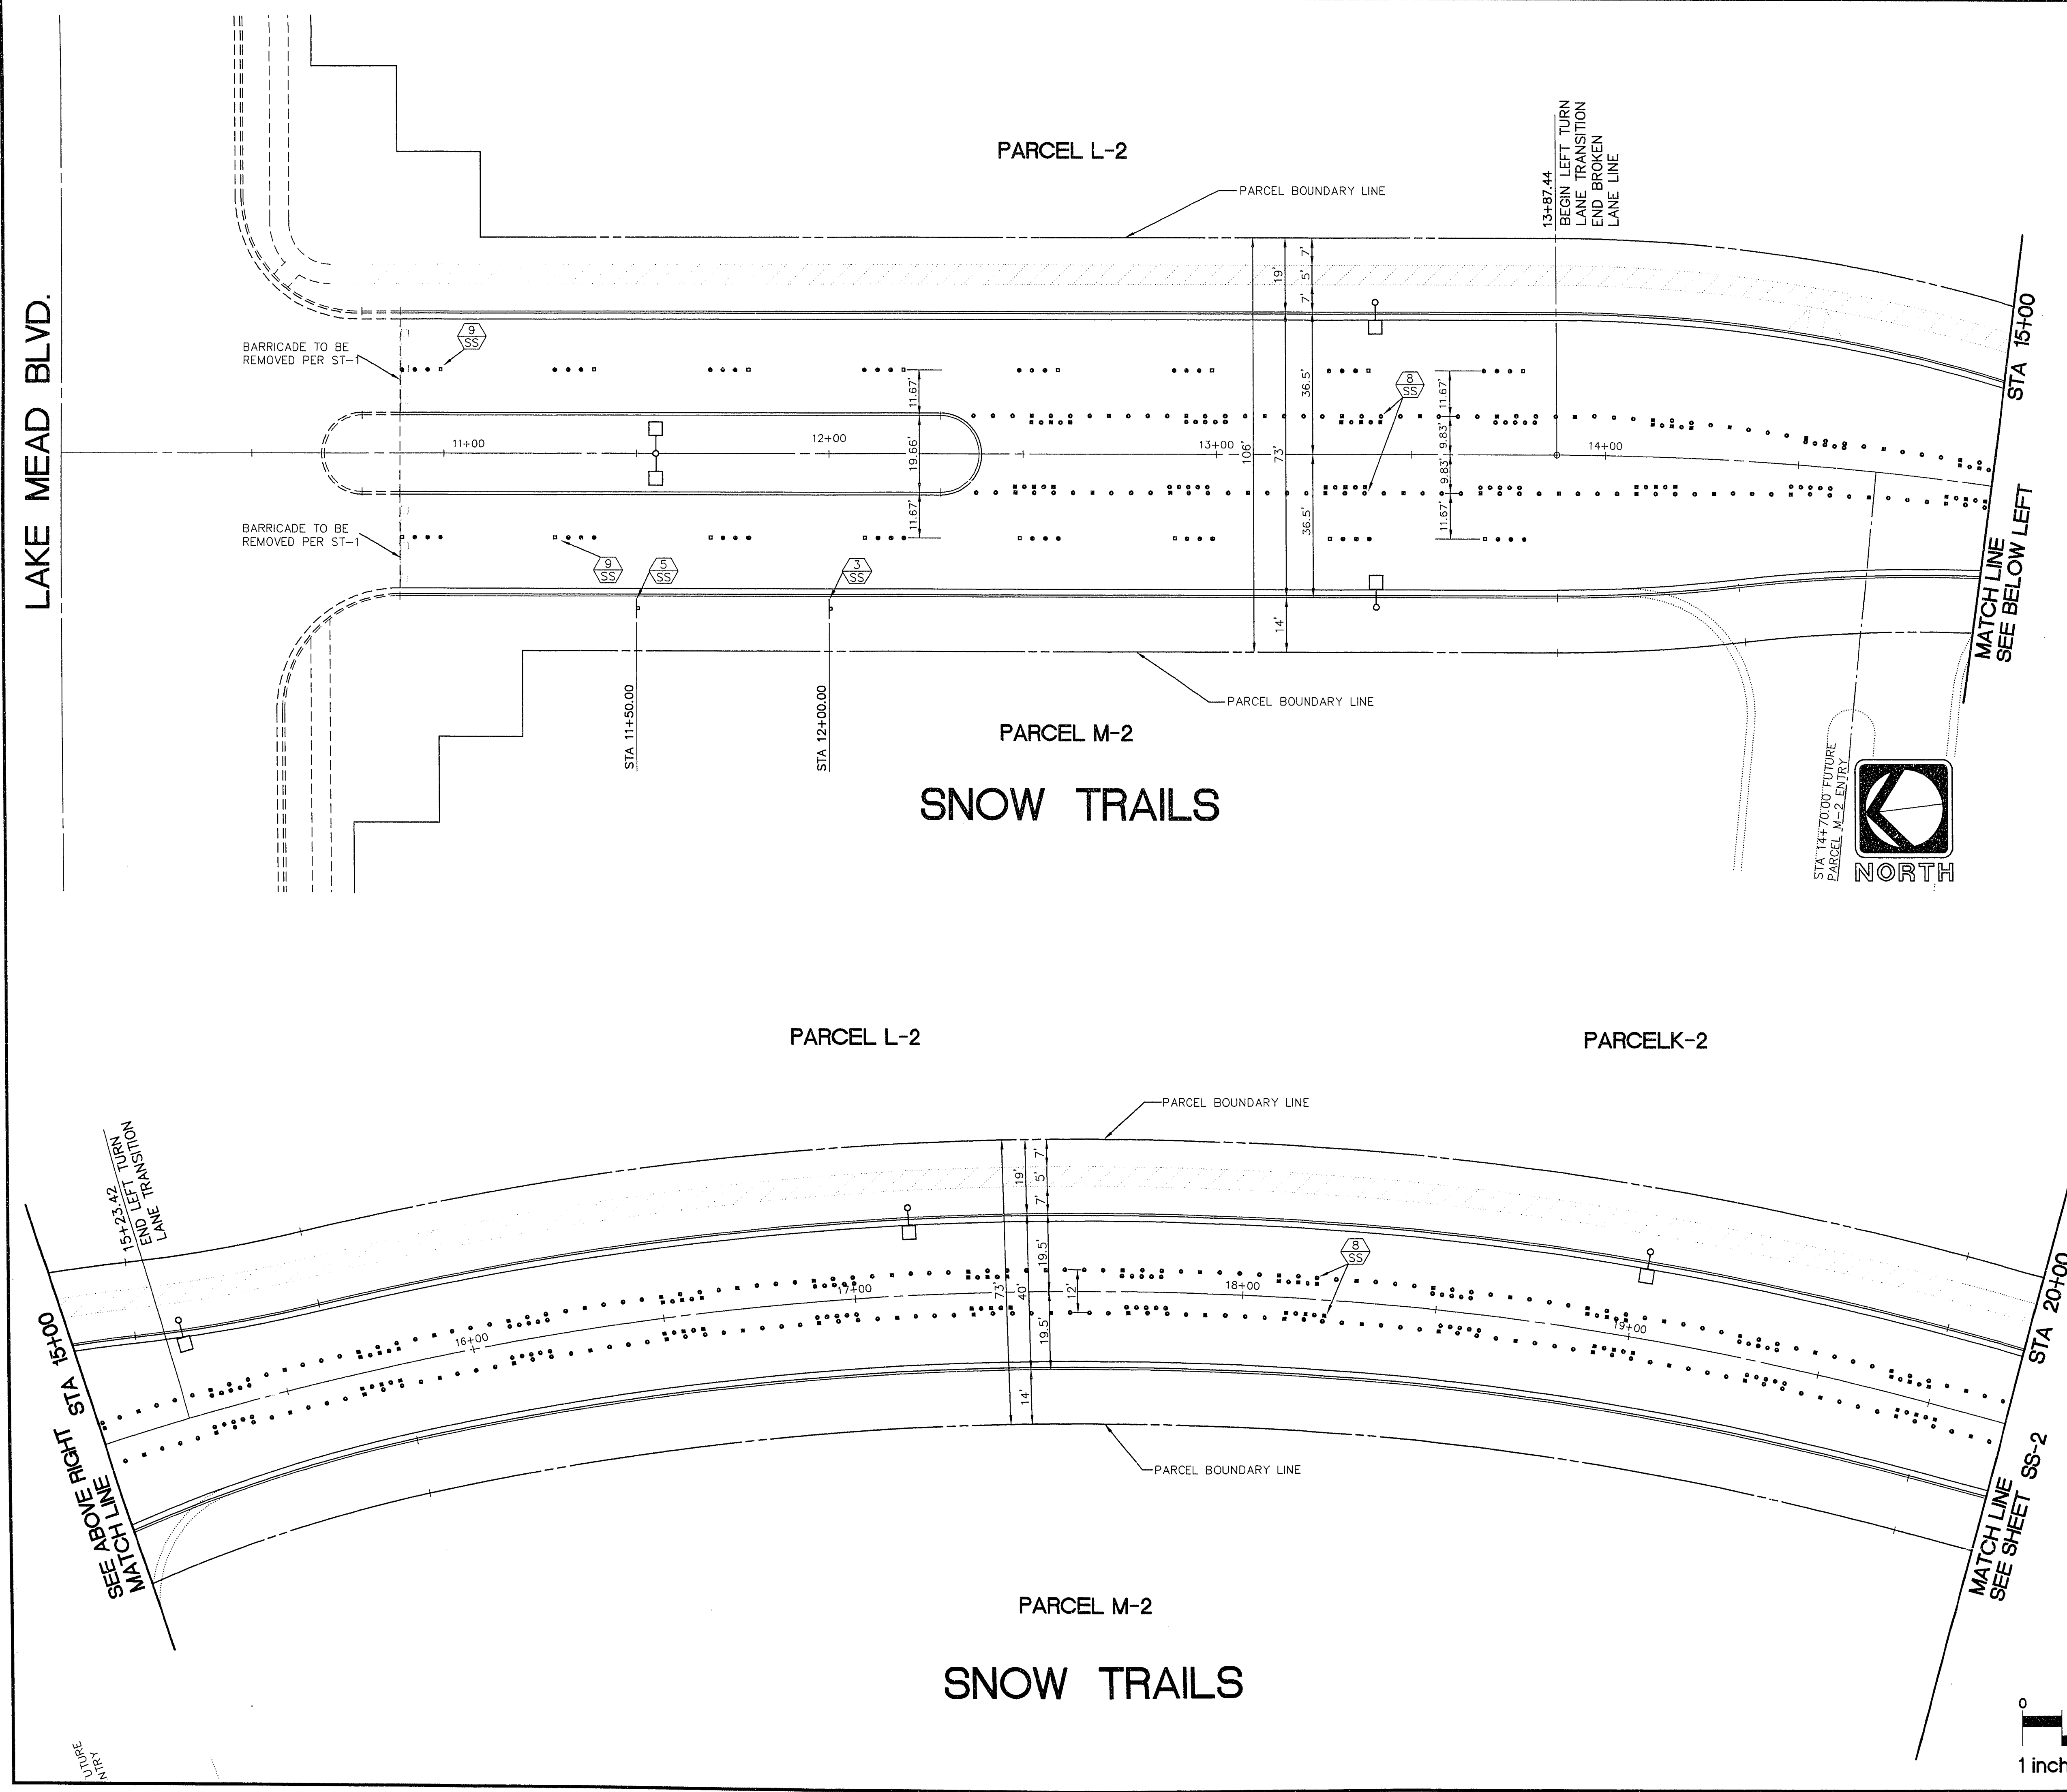 PARCEL L-2
PARCEL BOUNDARY LINE
13+87.44
BEGIN LEFT TURN
LANE TRANSITION
END BROKEN
LANE LINE
LAKE MEAD BLVD.
BARRICADE TO BE
REMOVED PER ST-1
9
SS
8
SS
19'
7'
5'
7'
11.67'
19.66'
11.67'
36.5'
36.5'
106'
73'
14'
11.67'
9.83'
9.83'
11.67'
11+00
12+00
13+00
14+00
STA 15+00
BARRICADE TO BE
REMOVED PER ST-1
9
SS
5
SS
3
SS
MATCH LINE
SEE BELOW LEFT
STA 11+50.00
STA 12+00.00
PARCEL BOUNDARY LINE
PARCEL M-2
SNOW TRAILS
STA 14+70.00 FUTURE
PARCEL M-2 ENTRY
NORTH
PARCEL L-2
PARCELK-2
PARCEL BOUNDARY LINE
15+23.42
END LEFT TURN
LANE TRANSITION
19'
7'
5'
7'
19.5'
73'
40'
12'
19.5'
14'
8
SS
16+00
17+00
18+00
19+00
STA 15+00
SEE ABOVE RIGHT
MATCH LINE
STA 20+00
MATCH LINE
SEE SHEET SS-2
PARCEL BOUNDARY LINE
PARCEL M-2
SNOW TRAILS
UTURE
NTRY
0
1 inch